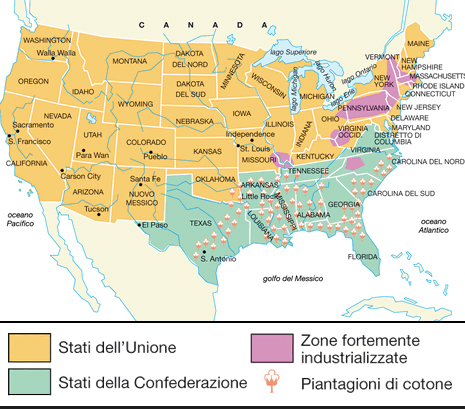 C A N A D A
WASHINGTON
Walla Walla
OREGON
IDAHO
MONTANA
DAKOTA
DEL NORD
DAKOTA
DEL SUD
MINNESOTA
WISCONSIN
lago Superiore
lago Michigan
lago Huron
lago Ontario
lago Erie
MICHIGAN
VERMONT
MAINE
NEW
HAMPSHIRE
MASSACHUSETTS
RHODE ISLAND
CONNECTICUT
NEW
YORK
PENNSYLVANIA
NEW JERSEY
DELAWARE
MARYLAND
DISTRETTO DI
COLUMBIA
WYOMING
NEBRASKA
IOWA
ILLINOIS
INDIANA
OHIO
VIRGINIA
OCCID.
VIRGINIA
NEVADA
Sacramento
S. Francisco
CALIFORNIA
UTAH
Para Wan
COLORADO
Pueblo
KANSAS
Independence
St. Louis
MISSOURI
KENTUCKY
TENNESSEE
CAROLINA DEL NORD
CAROLINA DEL SUD
Carson City
ARIZONA
Tucson
Santa Fe
NUOVO
MESSICO
El Paso
OKLAHOMA
ARKANSAS
Little Rock
TEXAS
S. Antonio
LOUISIANA
MISSISSIPPI
ALABAMA
GEORGIA
FLORIDA
oceano
Pacifico
oceano
Atlantico
golfo del Messico
Stati dell'Unione
Stati della Confederazione
Zone fortemente
industrializzate
Piantagioni di cotone